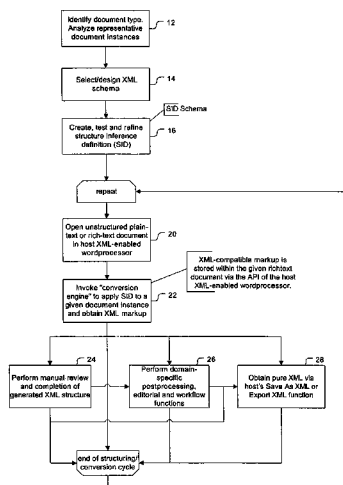 Identify document type.
Analyze representative
document instances
12
Select/design XML
schema
14
SID Schema
Create, test and refine
structure inference
definition (SID)
16
repeat
Open unstructured plain-
text or rich-text document
in host XML-enabled
wordprocessor
20
XML-compatible markup is
stored within the given richtext
document via the API of the host
XML-enabled wordprocessor.
Invoke "conversion
engine" to apply SID to a
given document instance
and obtain XML markup
22
24
Perform manual review
and completion of
generated XML structure
26
Perform domain-
specific
postprocessing,
editorial and workflow
functions
28
Obtain pure XML via
host's Save As XML or
Export XML function
end of structuring/
conversion cycle